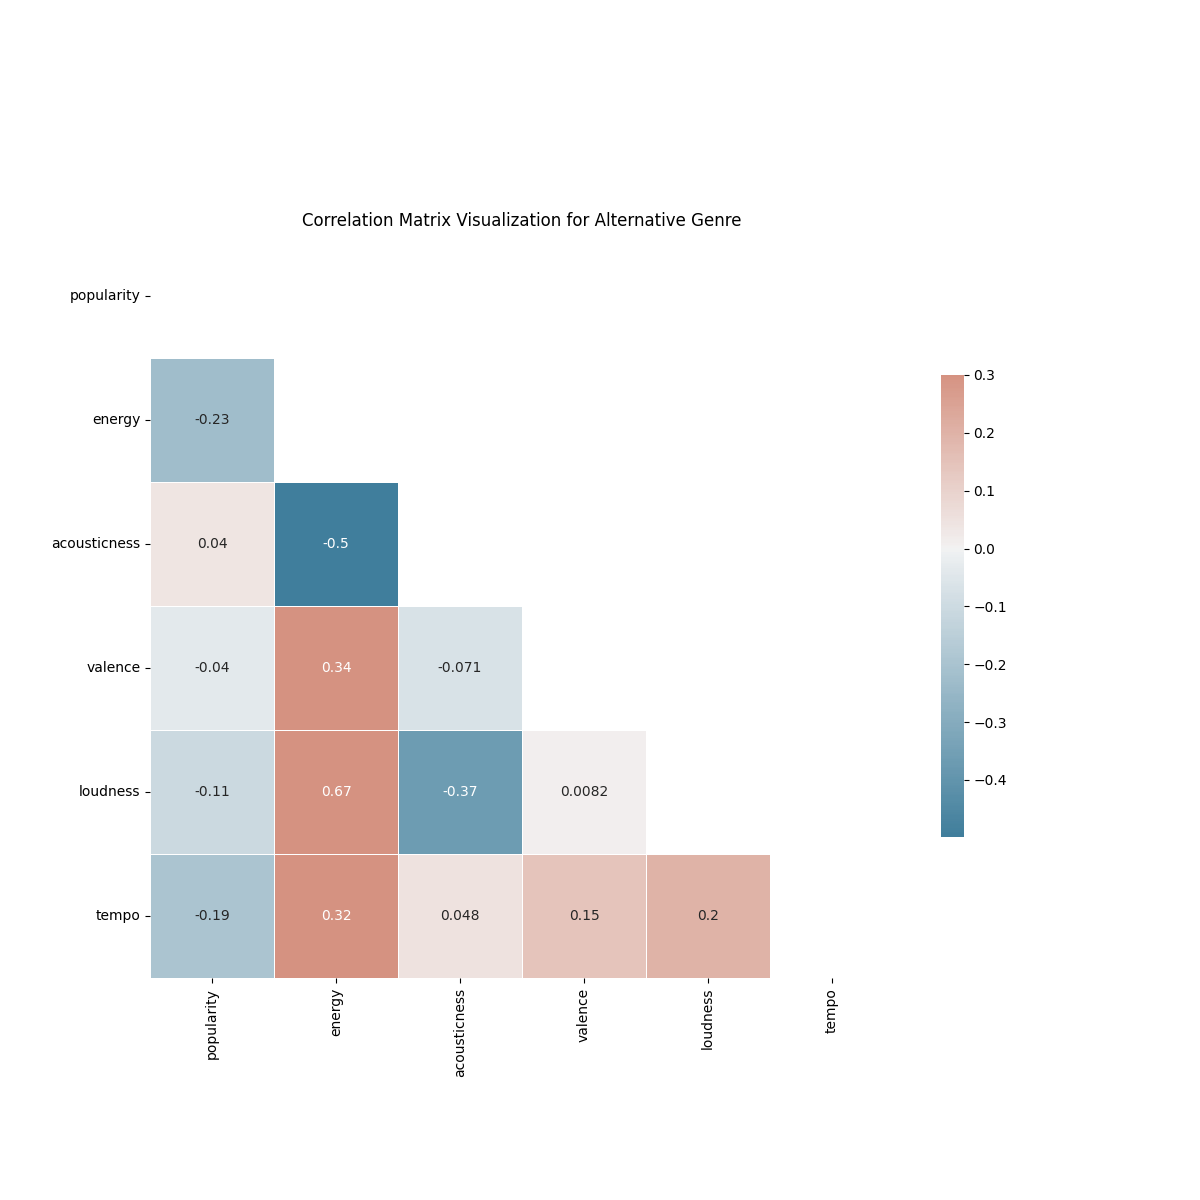 Correlation Matrix Visualization for Alternative Genre
popularity
energy
-0.23
acousticness
0.04
-0.5
valence
-0.04
0.34
-0.071
loudness
-0.11
0.67
-0.37
0.0082
tempo
-0.19
0.32
0.048
0.15
0.2
popularity
energy
acousticness
valence
loudness
tempo
0.3
0.2
0.1
0.0
−0.1
−0.2
−0.3
−0.4